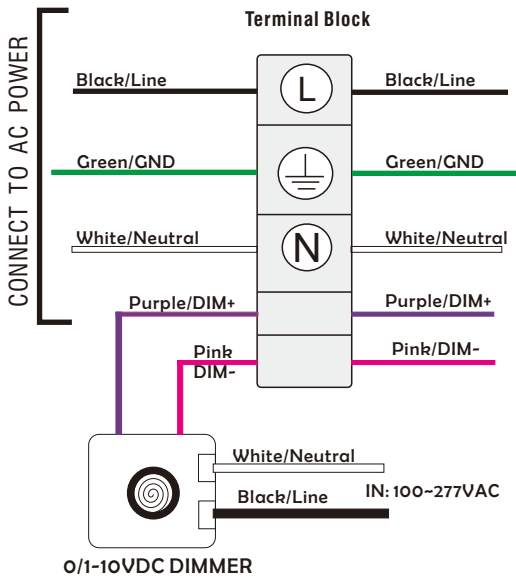 Terminal Block
CONNECT TO AC POWER
Black/Line
L
Black/Line
Green/GND
Green/GND
White/Neutral
N
White/Neutral
Purple/DIM+
Purple/DIM+
Pink
DIM-
Pink/DIM-
White/Neutral
Black/Line
IN: 100~277VAC
0/1-10VDC DIMMER